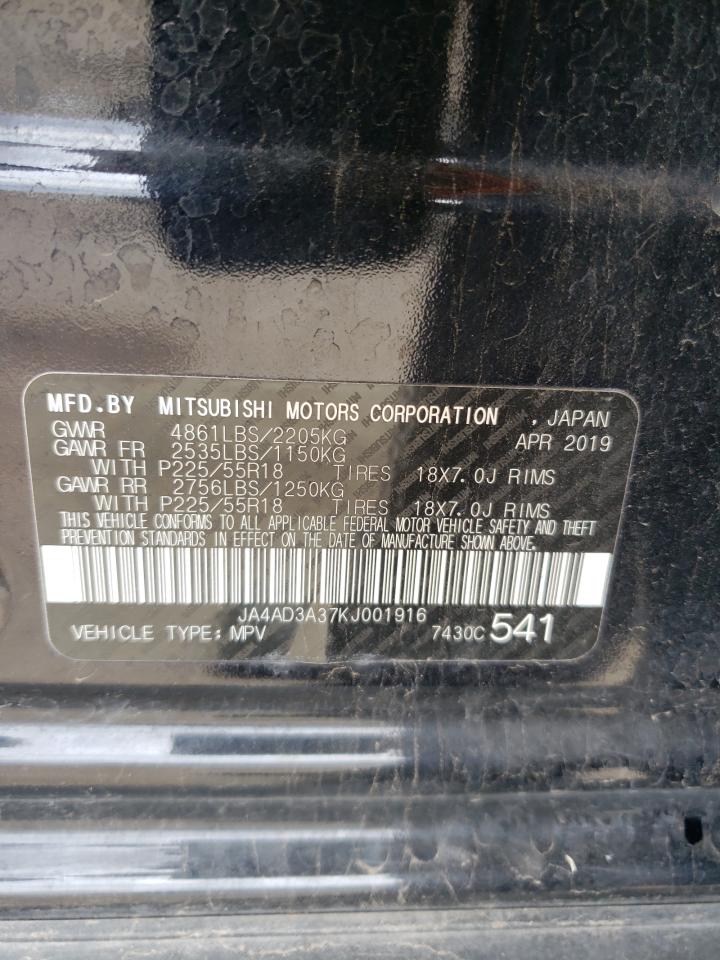 MFD.BY MITSUBISHI MOTORS CORPORATION , JAPAN
GVWR 4861LBS/2205KG APR 2019
GAWR FR 2535LBS/1150KG
WITH P225/55R18 TIRES 18X7.0J RIMS
GAWR RR 2756LBS/1250KG
WITH P225/55R18 TIRES 18X7.0J RIMS
THIS VEHICLE CONFORMS TO ALL APPLICABLE FEDERAL MOTOR VEHICLE SAFETY AND THEFT
PREVENTION STANDARDS IN EFFECT ON THE DATE OF MANUFACTURE SHOWN ABOVE.
JA4AD3A37KJ001916
VEHICLE TYPE: MPV 7430C 541